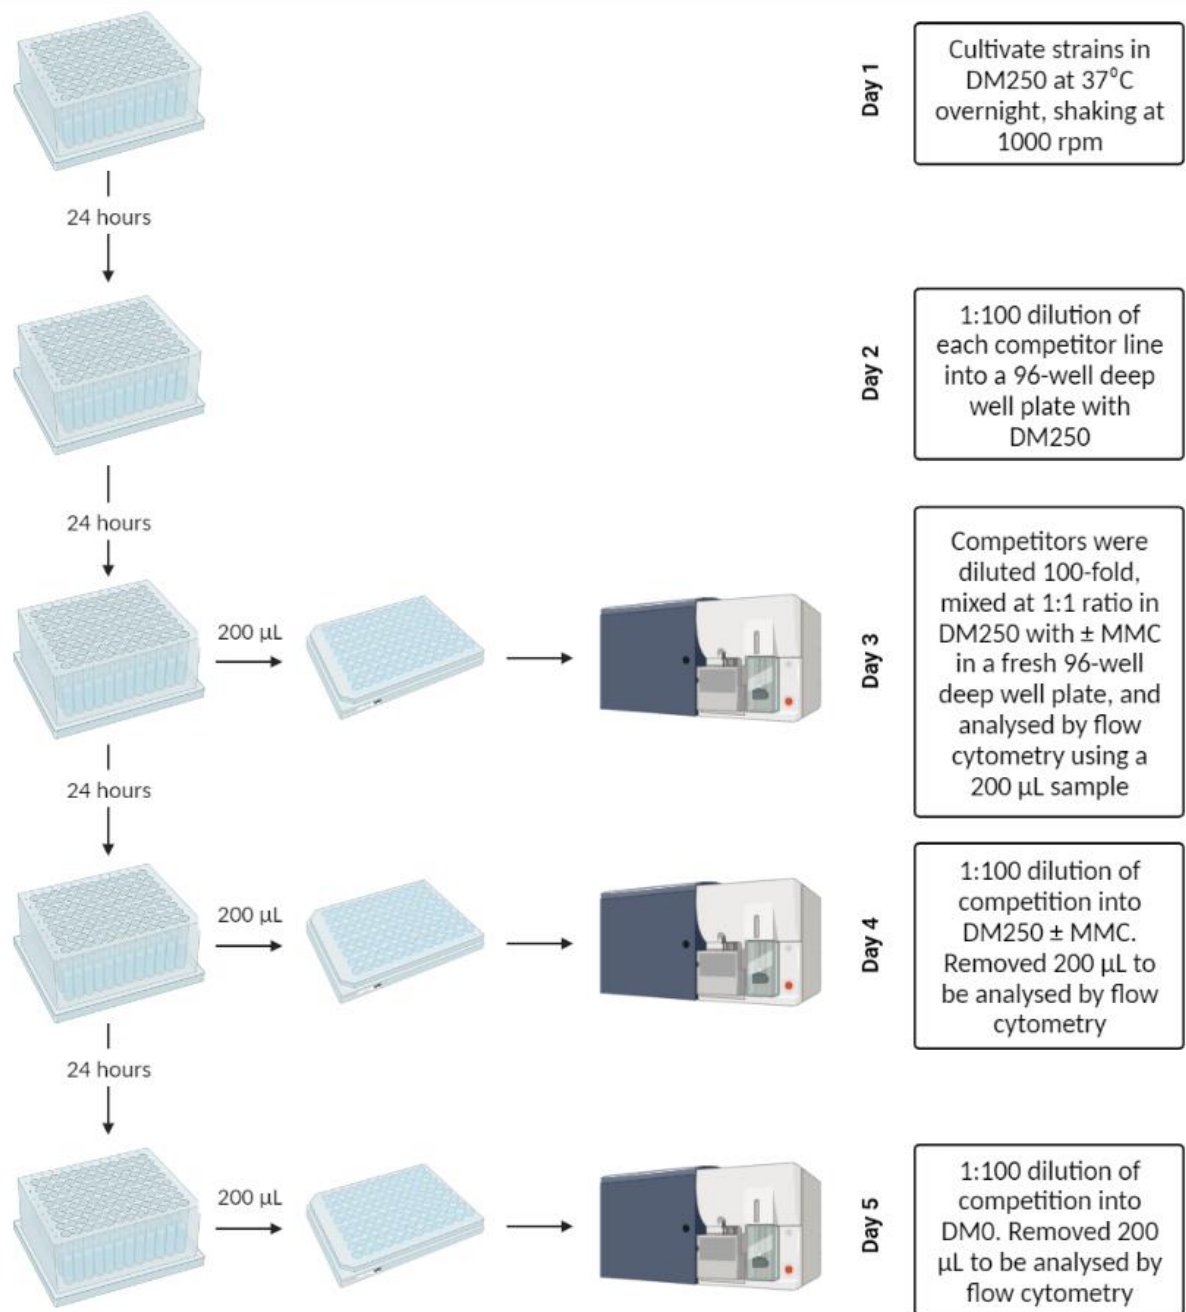 Day 1
Cultivate strains in
DM250 at 37⁰C
overnight, shaking at
1000 rpm
24 hours
Day 2
1:100 dilution of
each competitor line
into a 96-well deep
well plate with
DM250
24 hours
200 µL
Day 3
Competitors were
diluted 100-fold,
mixed at 1:1 ratio in
DM250 with ± MMC
in a fresh 96-well
deep well plate, and
analysed by flow
cytometry using a
200 µL sample
24 hours
200 µL
Day 4
1:100 dilution of
competition into
DM250 ± MMC.
Removed 200 µL to
be analysed by flow
cytometry
24 hours
200 µL
Day 5
1:100 dilution of
competition into
DM0. Removed 200
µL to be analysed by
flow cytometry